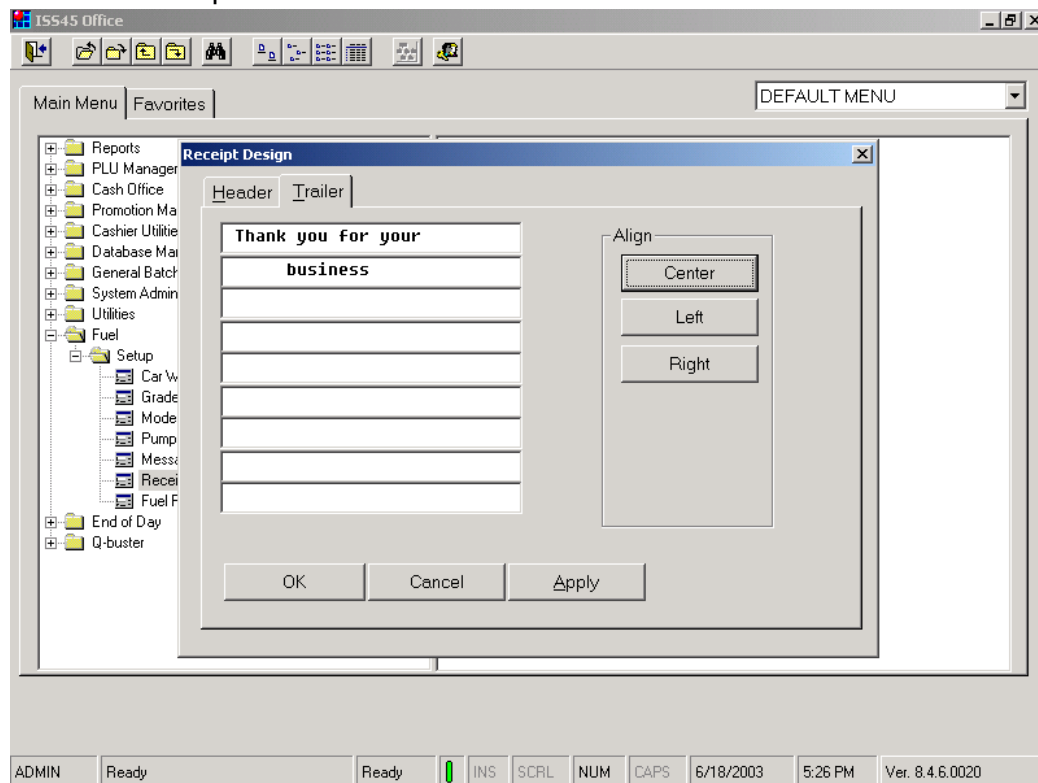 ISS45 Office
Main Menu
Favorites
DEFAULT MENU
Reports
PLU Manager
Cash Office
Promotion Ma
Cashier Utilitie
Database Mar
General Batch
System Admin
Utilities
Fuel
Setup
Car W
Grade
Mode
Pump
Messa
Recei
Fuel F
End of Day
Q-buster
Receipt Design
Header
Trailer
Thank you for your
business
Align
Center
Left
Right
OK
Cancel
Apply
ADMIN
Ready
Ready
INS
SCRL
NUM
CAPS
6/18/2003
5:26 PM
Ver. 8.4.6.0020